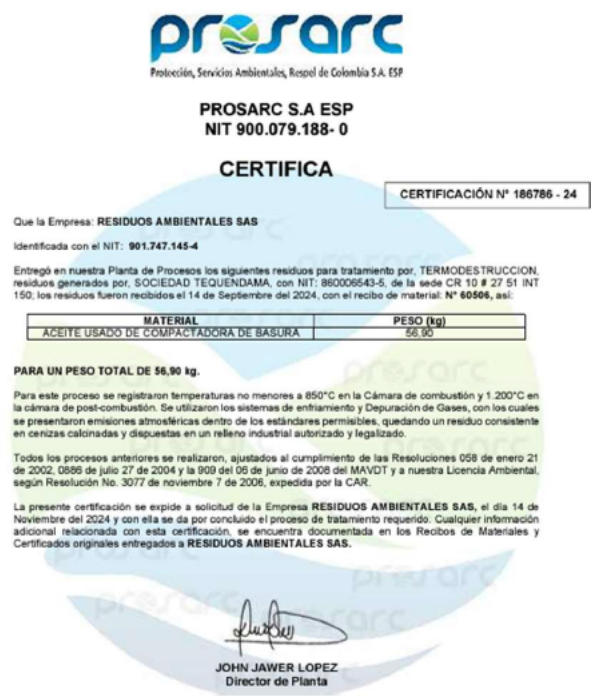 prosarc
Protección, Servicios Ambientales, Respel de Colombia S.A. ESP
PROSARC S.A ESP
NIT 900.079.188- 0
CERTIFICA
CERTIFICACIÓN N° 186786 - 24
Que la Empresa: RESIDUOS AMBIENTALES SAS
Identificada con el NIT: 901.747.145-4
Entregó en nuestra Planta de Procesos los siguientes residuos para tratamiento por, TERMODESTRUCCION,
residuos generados por, SOCIEDAD TEQUENDAMA, con NIT: 860006543-5, de la sede CR 10 # 27 51 INT
150; los residuos fueron recibidos el 14 de Septiembre del 2024, con el recibo de material: N° 60506, así:
MATERIAL PESO (kg)
ACEITE USADO DE COMPACTADORA DE BASURA 56,90
PARA UN PESO TOTAL DE 56,90 kg.
Para este proceso se registraron temperaturas no menores a 850°C en la Cámara de combustión y 1.200°C en
la cámara de post-combustión. Se utilizaron los sistemas de enfriamiento y Depuración de Gases, con los cuales
se presentaron emisiones atmosféricas dentro de los estándares permisibles, quedando un residuo consistente
en cenizas calcinadas y dispuestas en un relleno industrial autorizado y legalizado.
Todos los procesos anteriores se realizaron, ajustados al cumplimiento de las Resoluciones 058 de enero 21
de 2002, 0886 de julio 27 de 2004 y la 909 del 05 de junio de 2008 del MAVDT y a nuestra Licencia Ambiental,
según Resolución No. 3077 de noviembre 7 de 2006, expedida por la CAR.
La presente certificación se expide a solicitud de la Empresa RESIDUOS AMBIENTALES SAS, el día 14 de
Noviembre del 2024 y con ella se da por concluido el proceso de tratamiento requerido. Cualquier información
adicional relacionada con esta certificación, se encuentra documentada en los Recibos de Materiales y
Certificados originales entregados a RESIDUOS AMBIENTALES SAS.
JOHN JAWER LOPEZ
Director de Planta